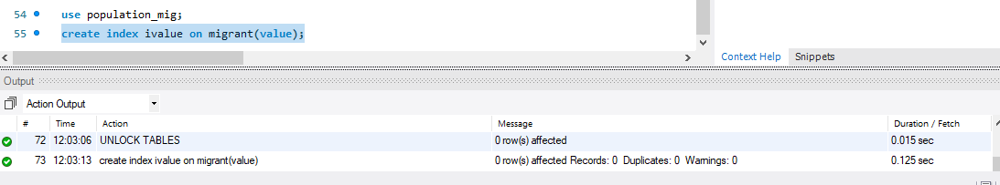 54 use population_mig;
55 create index ivalue on migrant(value);
Context Help Snippets
Output
Action Output
# Time Action Message Duration / Fetch
72 12:03:06 UNLOCK TABLES 0 row(s) affected 0.015 sec
73 12:03:13 create index ivalue on migrant(value) 0 row(s) affected Records: 0 Duplicates: 0 Warnings: 0 0.125 sec